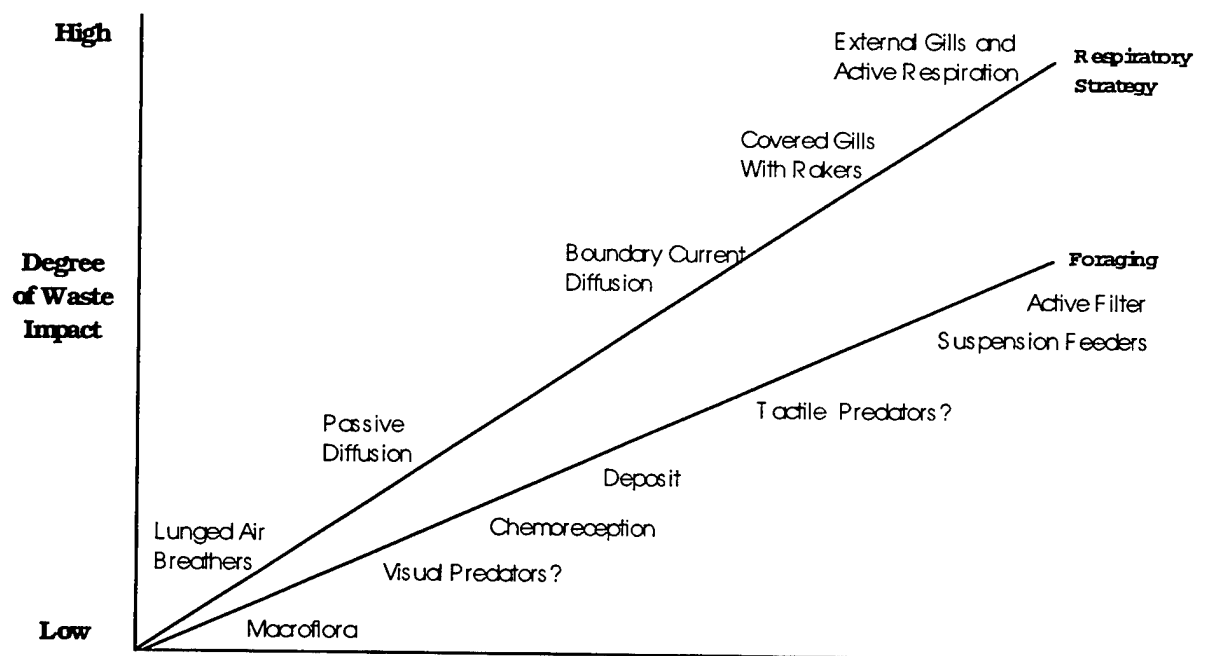 High
External Gills and
Active Respiration
Respiratory
Strategy
Covered Gills
With Rakers
Boundary Current
Diffusion
Degree
of Waste
Impact
Foraging
Active Filter
Suspension Feeders
Tactile Predators?
Passive
Diffusion
Deposit
Chemoreception
Lunged Air
Breathers
Visual Predators?
Low
Macroflora